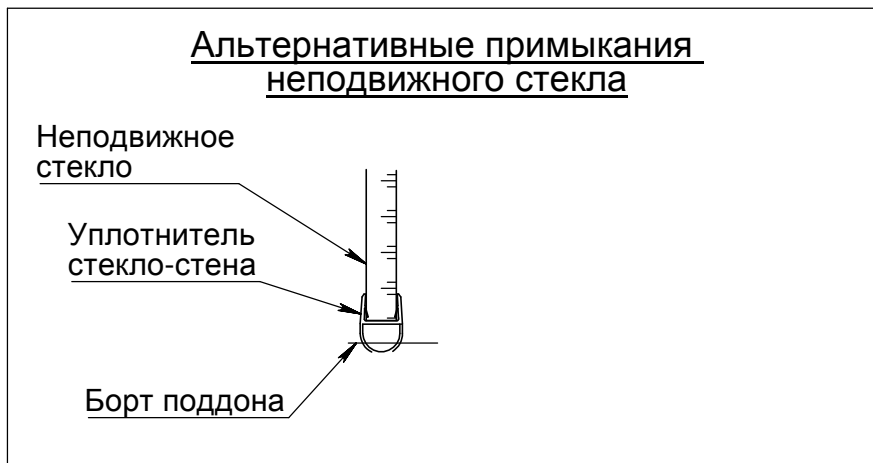 Альтернативные примыкания
неподвижного стекла
Неподвижное
стекло
Уплотнитель
стекло-стена
Борт поддона